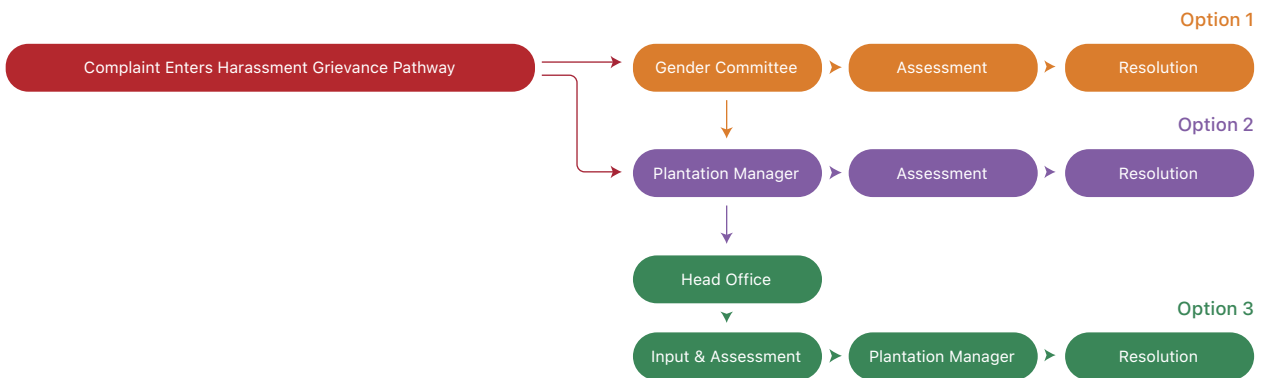 Option 1
Complaint Enters Harassment Grievance Pathway
Gender Committee
Assessment
Resolution
Option 2
Plantation Manager
Assessment
Resolution
Head Office
Option 3
Input & Assessment
Plantation Manager
Resolution